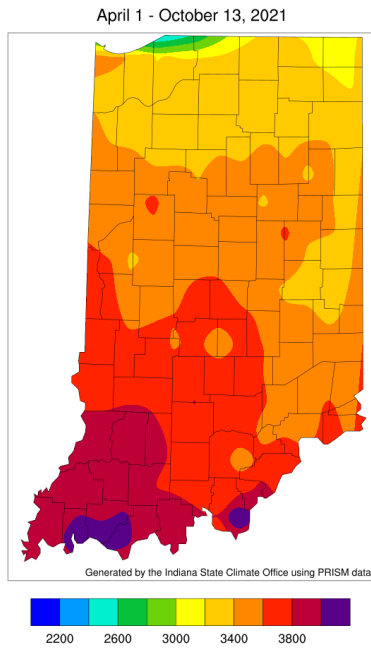 April 1 - October 13, 2021
Generated by the Indiana State Climate Office using PRISM data
2200 2600 3000 3400 3800